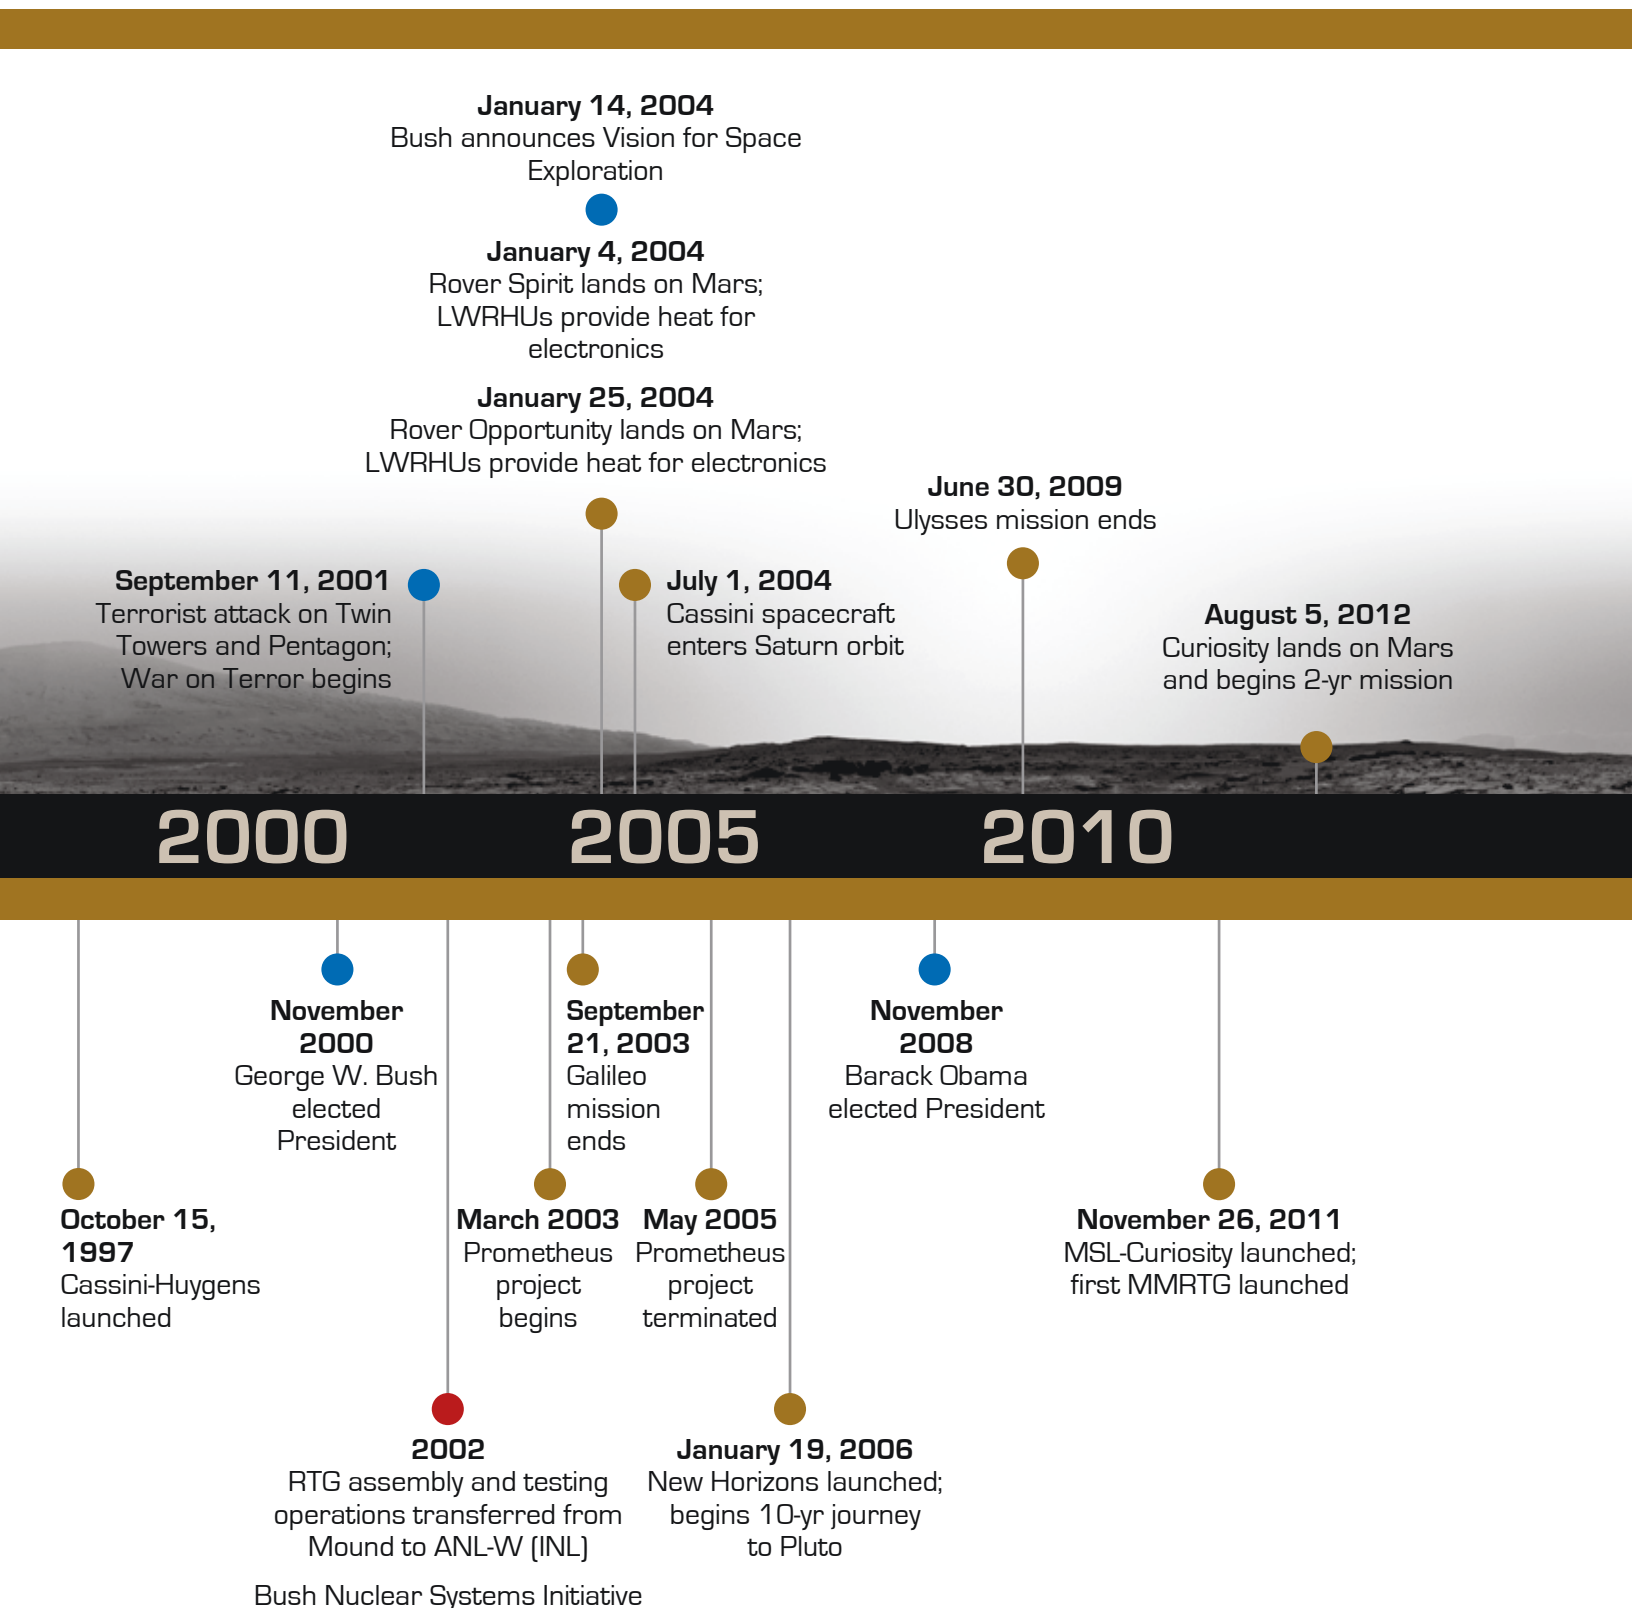 January 14, 2004
Bush announces Vision for Space
Exploration
January 4, 2004
Rover Spirit lands on Mars;
LWRHUs provide heat for
electronics
January 25, 2004
Rover Opportunity lands on Mars;
LWRHUs provide heat for electronics
June 30, 2009
Ulysses mission ends
September 11, 2001
Terrorist attack on Twin
Towers and Pentagon;
War on Terror begins
July 1, 2004
Cassini spacecraft
enters Saturn orbit
August 5, 2012
Curiosity lands on Mars
and begins 2-yr mission
2000
2005
2010
November
2000
George W. Bush
elected
President
September
21, 2003
Galileo
mission
ends
November
2008
Barack Obama
elected President
October 15,
1997
Cassini-Huygens
launched
March 2003
Prometheus
project
begins
May 2005
Prometheus
project
terminated
November 26, 2011
MSL-Curiosity launched;
first MMRTG launched
2002
RTG assembly and testing
operations transferred from
Mound to ANL-W (INL)
Bush Nuclear Systems Initiative
January 19, 2006
New Horizons launched;
begins 10-yr journey
to Pluto